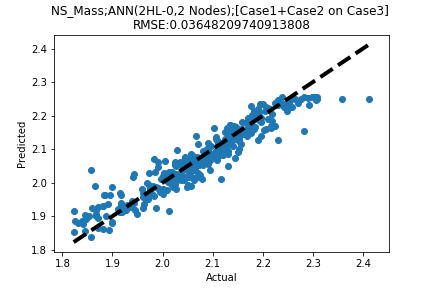 NS_Mass;ANN(2HL-0,2 Nodes);[Case1+Case2 on Case3]
RMSE:0.03648209740913808
2.4
2.3
2.2
2.1
2.0
1.9
1.8
Predicted
1.8 1.9 2.0 2.1 2.2 2.3 2.4
Actual